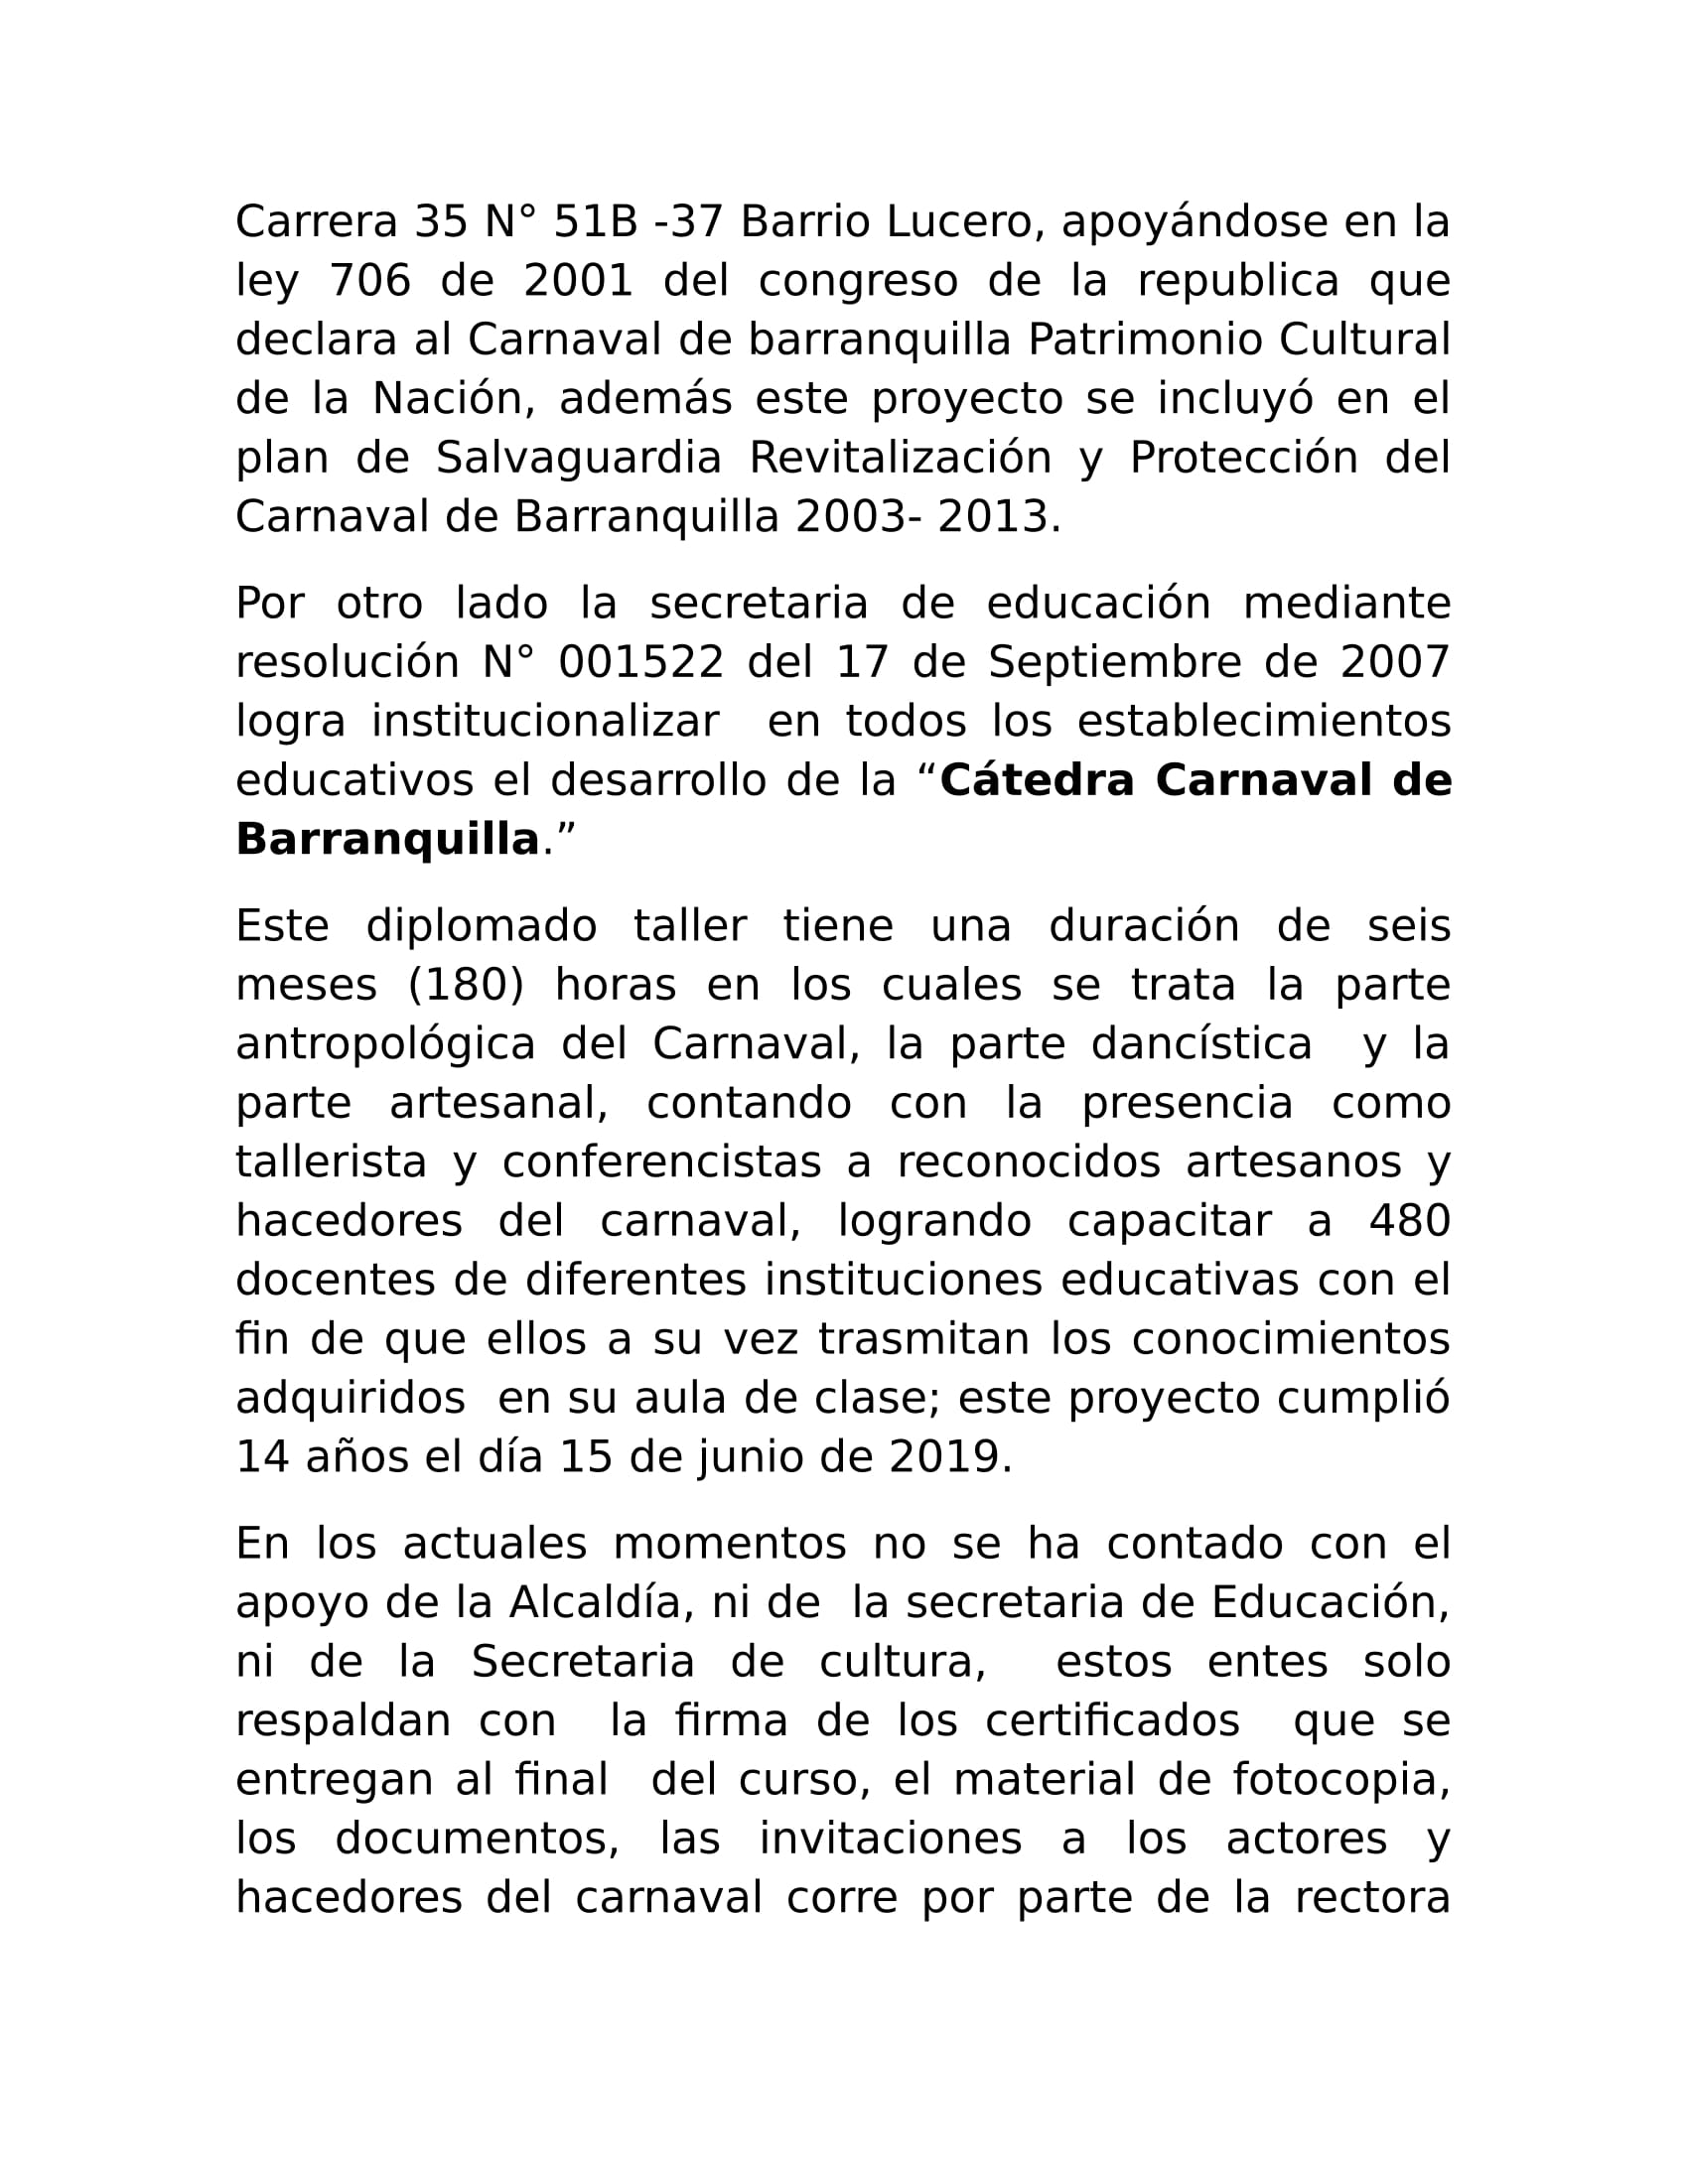 Carrera 35 N° 51B -37 Barrio Lucero, apoyándose en la
ley 706 de 2001 del congreso de la republica que
declara al Carnaval de barranquilla Patrimonio Cultural
de la Nación, además este proyecto se incluyó en el
plan de Salvaguardia Revitalización y Protección del
Carnaval de Barranquilla 2003- 2013.
Por otro lado la secretaria de educación mediante
resolución N° 001522 del 17 de Septiembre de 2007
logra institucionalizar en todos los establecimientos
educativos el desarrollo de la “Cátedra Carnaval de
Barranquilla.”
Este diplomado taller tiene una duración de seis
meses (180) horas en los cuales se trata la parte
antropológica del Carnaval, la parte dancística y la
parte artesanal, contando con la presencia como
tallerista y conferencistas a reconocidos artesanos y
hacedores del carnaval, logrando capacitar a 480
docentes de diferentes instituciones educativas con el
fin de que ellos a su vez trasmitan los conocimientos
adquiridos en su aula de clase; este proyecto cumplió
14 años el día 15 de junio de 2019.
En los actuales momentos no se ha contado con el
apoyo de la Alcaldía, ni de la secretaria de Educación,
ni de la Secretaria de cultura, estos entes solo
respaldan con la firma de los certificados que se
entregan al final del curso, el material de fotocopia,
los documentos, las invitaciones a los actores y
hacedores del carnaval corre por parte de la rectora